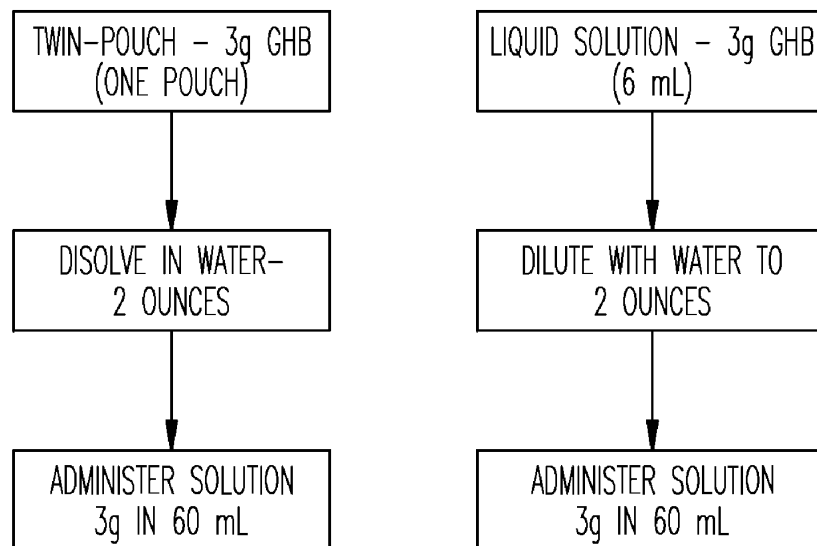 TWIN-POUCH - 3g GHB
(ONE POUCH)
DISOLVE IN WATER-
2 OUNCES
ADMINISTER SOLUTION
3g IN 60 mL
LIQUID SOLUTION - 3g GHB
(6 mL)
DILUTE WITH WATER TO
2 OUNCES
ADMINISTER SOLUTION
3g IN 60 mL